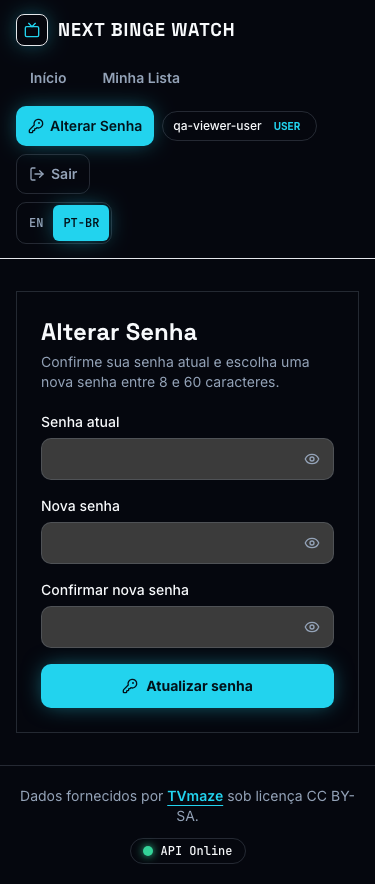 NEXT BINGE WATCH
Início Minha Lista
Alterar Senha qa-viewer-user USER
Sair
EN PT-BR
Alterar Senha
Confirme sua senha atual e escolha uma
nova senha entre 8 e 60 caracteres.
Senha atual
Nova senha
Confirmar nova senha
Atualizar senha
Dados fornecidos por TVmaze sob licença CC BY-
SA.
API Online